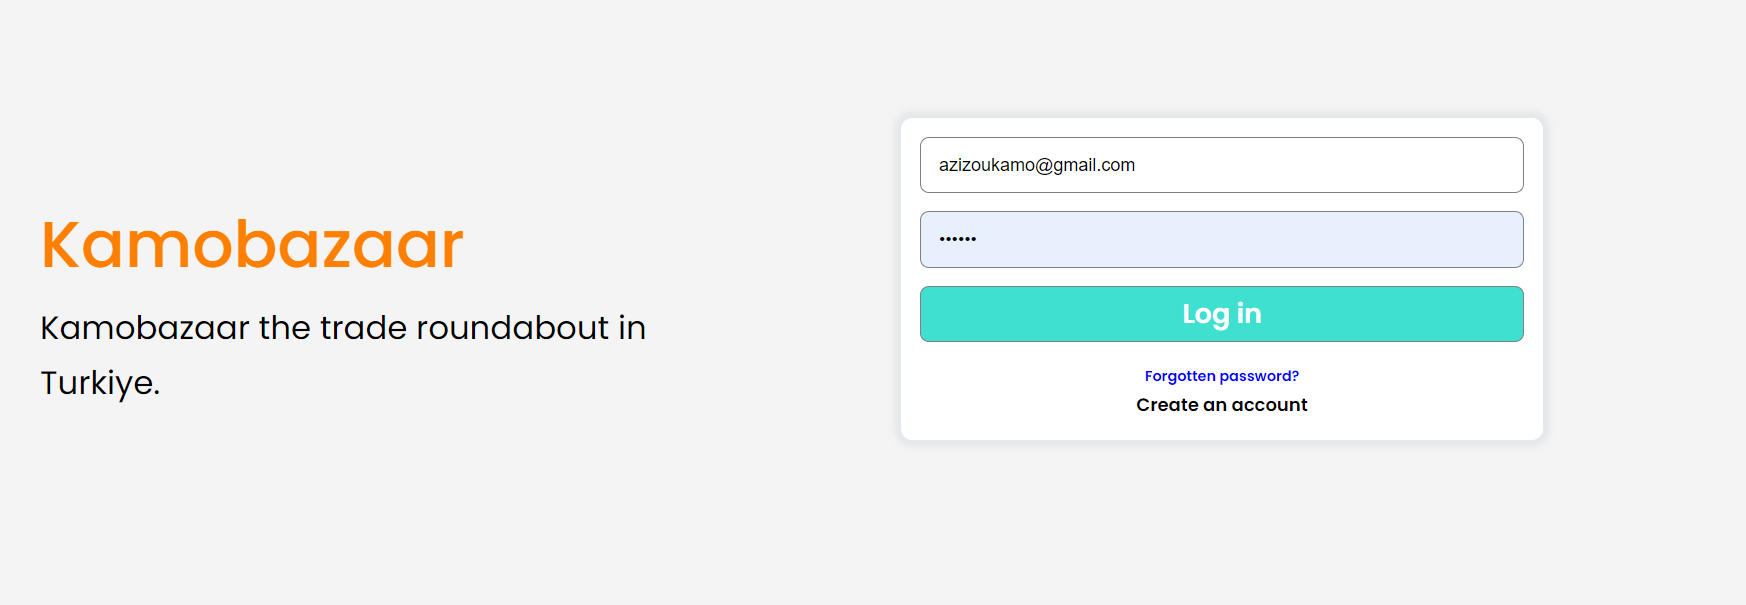 Kamobazaar
Kamobazaar the trade roundabout in
Turkiye.
azizoukamo@gmail.com
••••••
Log in
Forgotten password?
Create an account